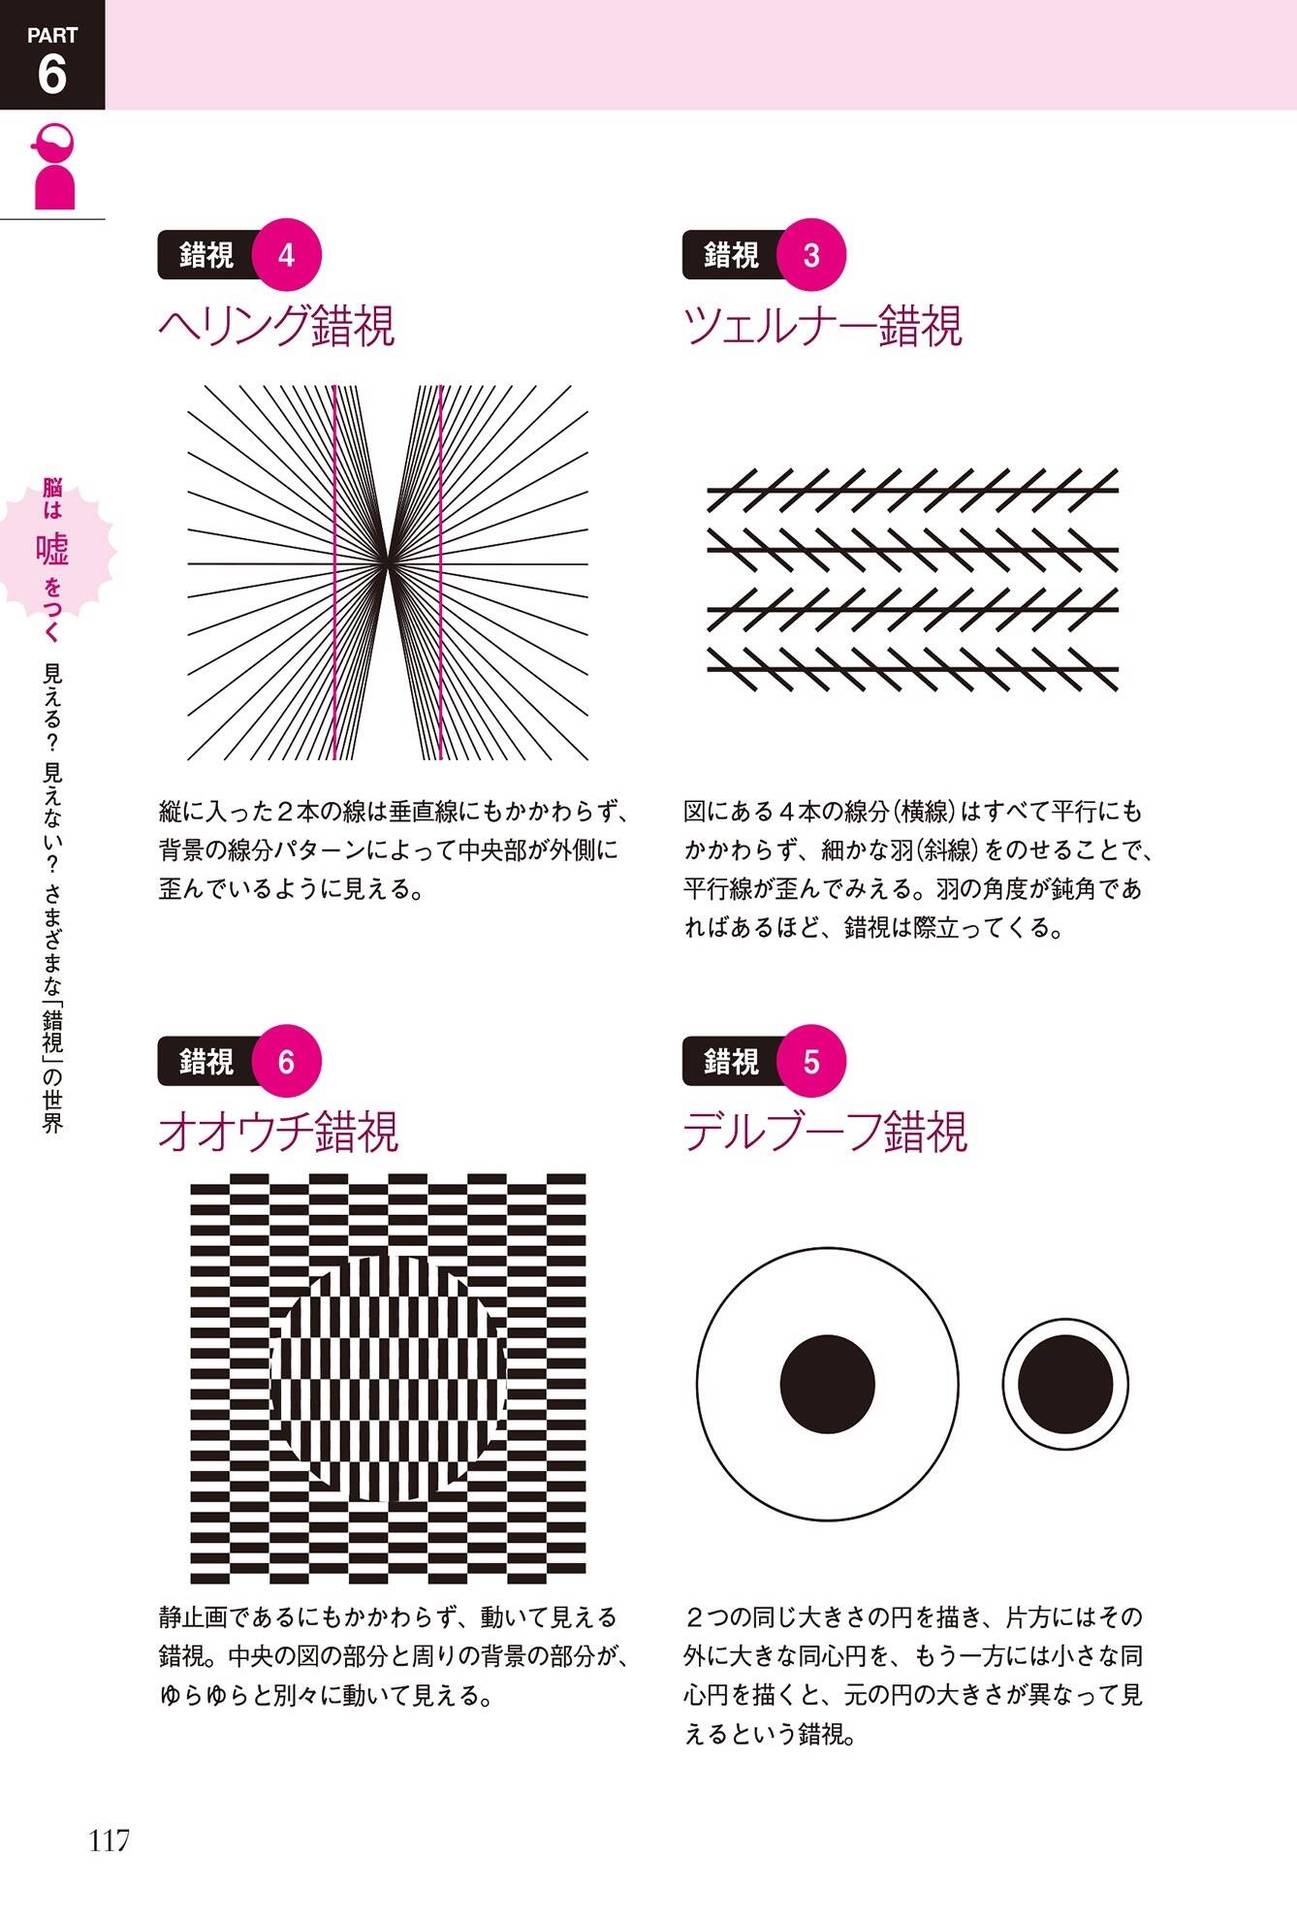 PART
6
脳は嘘をつく 見える？見えない？さまざまな「錯視」の世界
錯視 3
ツェルナー錯視
図にある４本の線分（横線）はすべて平行にも
かかわらず、細かな羽（斜線）をのせることで、
平行線が歪んでみえる。羽の角度が鈍角であ
ればあるほど、錯視は際立ってくる。
錯視 4
ヘリング錯視
縦に入った２本の線は垂直線にもかかわらず、
背景の線分パターンによって中央部が外側に
歪んでいるように見える。
錯視 5
デルブーフ錯視
２つの同じ大きさの円を描き、片方にはその
外に大きな同心円を、もう一方には小さな同
心円を描くと、元の円の大きさが異なって見
えるという錯視。
錯視 6
オオウチ錯視
静止画であるにもかかわらず、動いて見える
錯視。中央の図の部分と周りの背景の部分が、
ゆらゆらと別々に動いて見える。
117